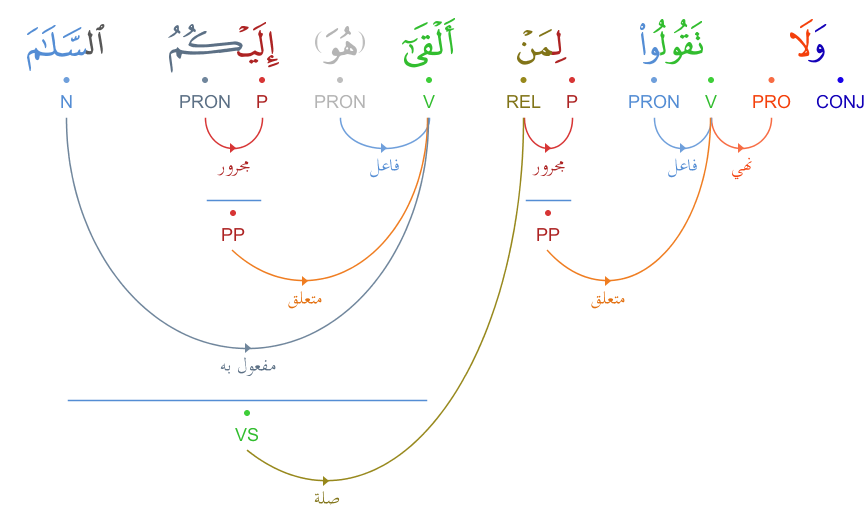 وَلَا تَقُولُوا۟ لِمَنْ أَلْقَىٰٓ (هُوَ) إِلَيْكُمُ ٱلسَّلَـٰمَ
CONJ PRO V PRON P REL V PRON P PRON N
نهي فاعل مجرور فاعل مجرور
PP PP
متعلق متعلق
مفعول به
VS
صلة